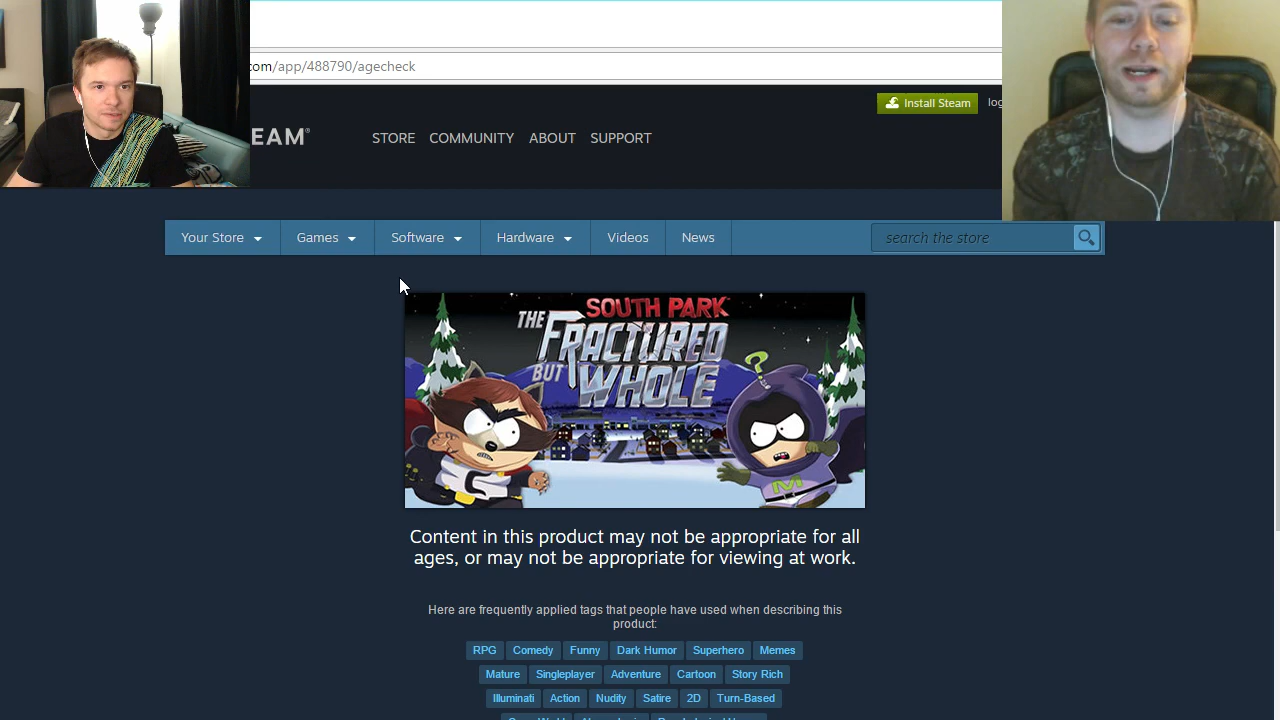 com/app/488790/agecheck
Install Steam
log
EAM®
STORE COMMUNITY ABOUT SUPPORT
Your Store Games Software Hardware Videos News
search the store
SOUTH PARK™
THE FRACTURED
BUT WHOLE
?
C
M
Content in this product may not be appropriate for all
ages, or may not be appropriate for viewing at work.
Here are frequently applied tags that people have used when describing this
product:
RPG Comedy Funny Dark Humor Superhero Memes
Mature Singleplayer Adventure Cartoon Story Rich
Illuminati Action Nudity Satire 2D Turn-Based